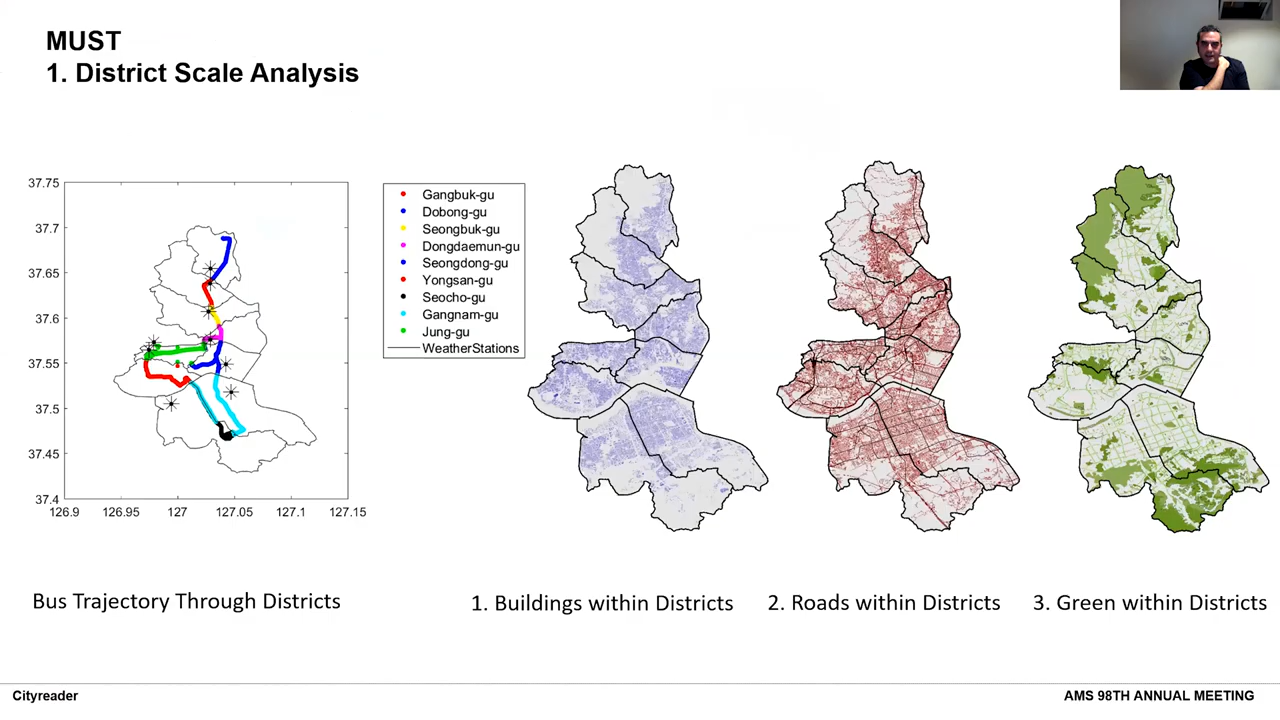 MUST
1. District Scale Analysis
37.75
37.7
37.65
37.6
37.55
37.5
37.45
37.4
126.9 126.95 127 127.05 127.1 127.15
Gangbuk-gu
Dobong-gu
Seongbuk-gu
Dongdaemun-gu
Seongdong-gu
Yongsan-gu
Seocho-gu
Gangnam-gu
Jung-gu
WeatherStations
Bus Trajectory Through Districts
1. Buildings within Districts
2. Roads within Districts
3. Green within Districts
Cityreader
AMS 98TH ANNUAL MEETING